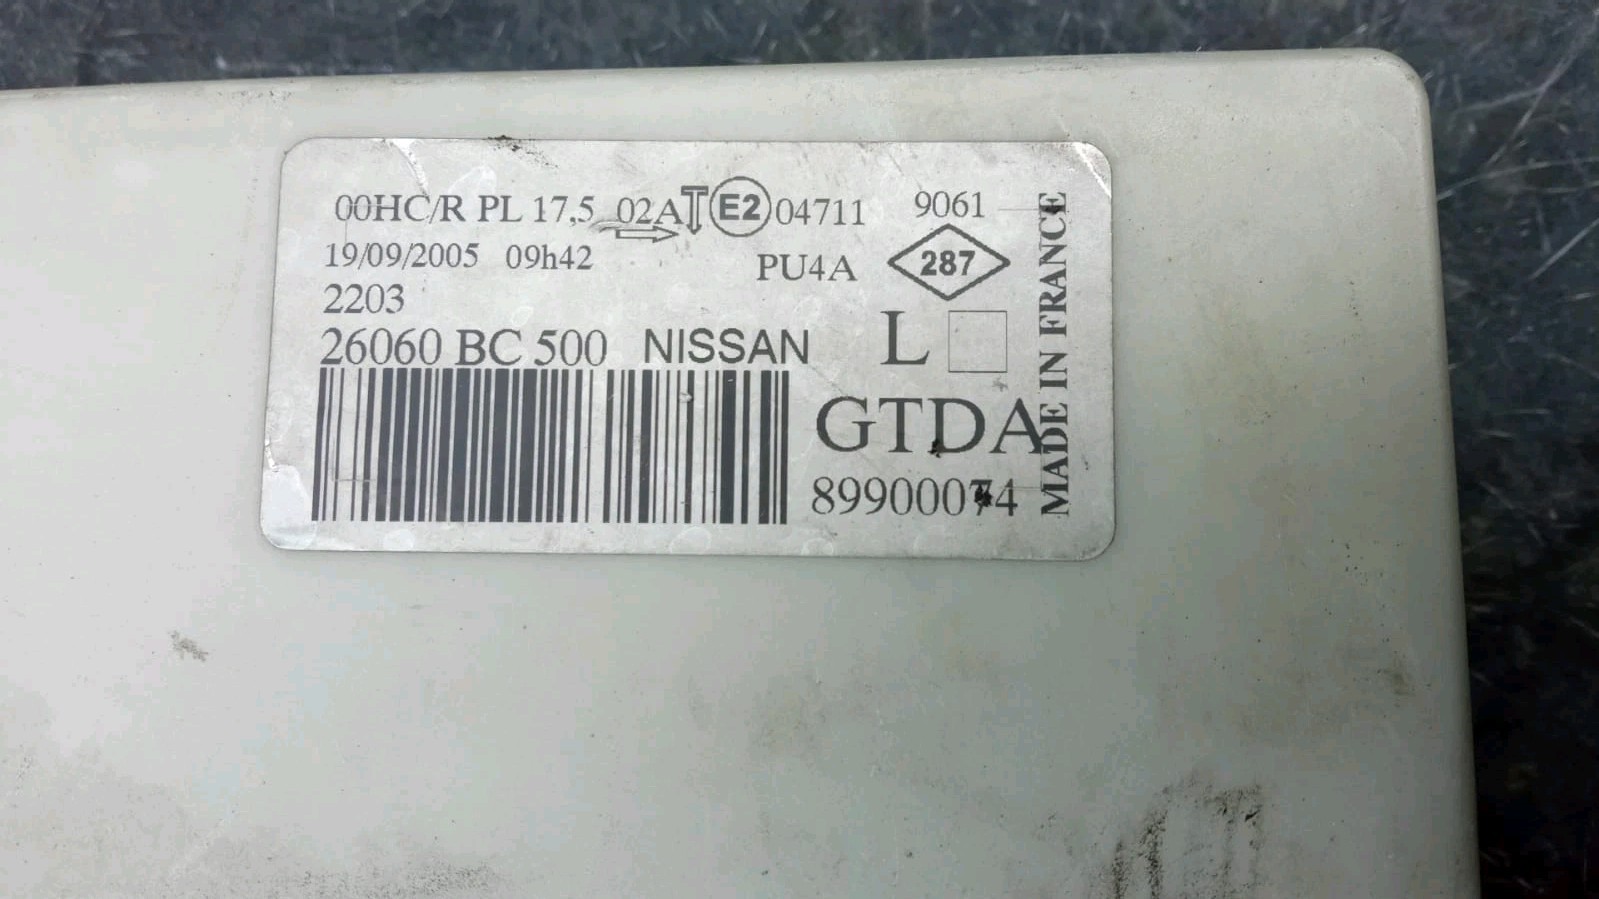 00HC/R PL 17,5 02A T E2 04711 9061
19/09/2005 09h42 PU4A 287
2203
26060 BC 500 NISSAN L
GTDA
89900074
MADE IN FRANCE